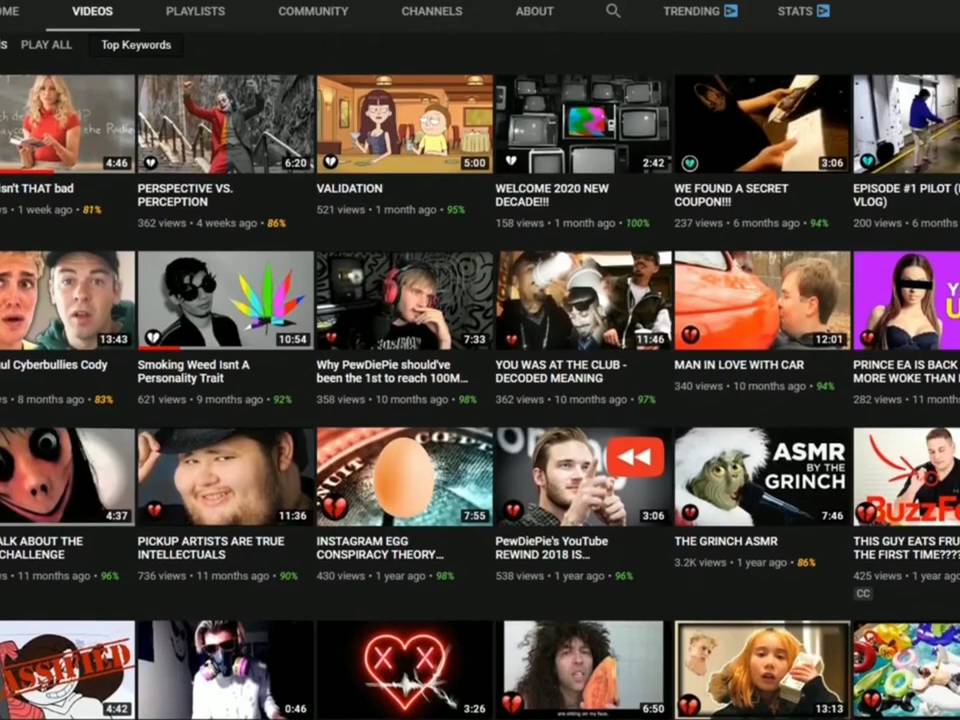 OME VIDEOS PLAYLISTS COMMUNITY CHANNELS ABOUT TRENDING STATS
s PLAY ALL Top Keywords
4:46 6:20 5:00 2:42 3:06
isn't THAT bad
s • 1 week ago • 81%
PERSPECTIVE VS.
PERCEPTION
362 views • 4 weeks ago • 86%
VALIDATION
521 views • 1 month ago • 95%
WELCOME 2020 NEW
DECADE!!!
158 views • 1 month ago • 100%
WE FOUND A SECRET
COUPON!!!
237 views • 6 months ago • 94%
EPISODE #1 PILOT (
VLOG)
200 views • 6 months
13:43 10:54 7:33 11:46 12:01
ul Cyberbullies Cody
s • 8 months ago • 83%
Smoking Weed Isnt A
Personality Trait
621 views • 9 months ago • 92%
Why PewDiePie should've
been the 1st to reach 100M...
358 views • 10 months ago • 98%
YOU WAS AT THE CLUB -
DECODED MEANING
362 views • 10 months ago • 97%
MAN IN LOVE WITH CAR
340 views • 10 months ago • 94%
Y
U
PRINCE EA IS BACK
MORE WOKE THAN
282 views • 11 months
4:37 11:36 7:55 3:06 7:46
ALK ABOUT THE
CHALLENGE
s • 11 months ago • 96%
PICKUP ARTISTS ARE TRUE
INTELLECTUALS
736 views • 11 months ago • 90%
INSTAGRAM EGG
CONSPIRACY THEORY...
430 views • 1 year ago • 98%
PewDiePie's YouTube
REWIND 2018 IS...
538 views • 1 year ago • 96%
ASMR
BY THE
GRINCH
THE GRINCH ASMR
3.2K views • 1 year ago • 86%
BuzzFe
THIS GUY EATS FRU
THE FIRST TIME????
425 views • 1 year ago
CC
ASSIFIED
4:42 0:46 3:26 6:50 13:13
are sitting on my face.